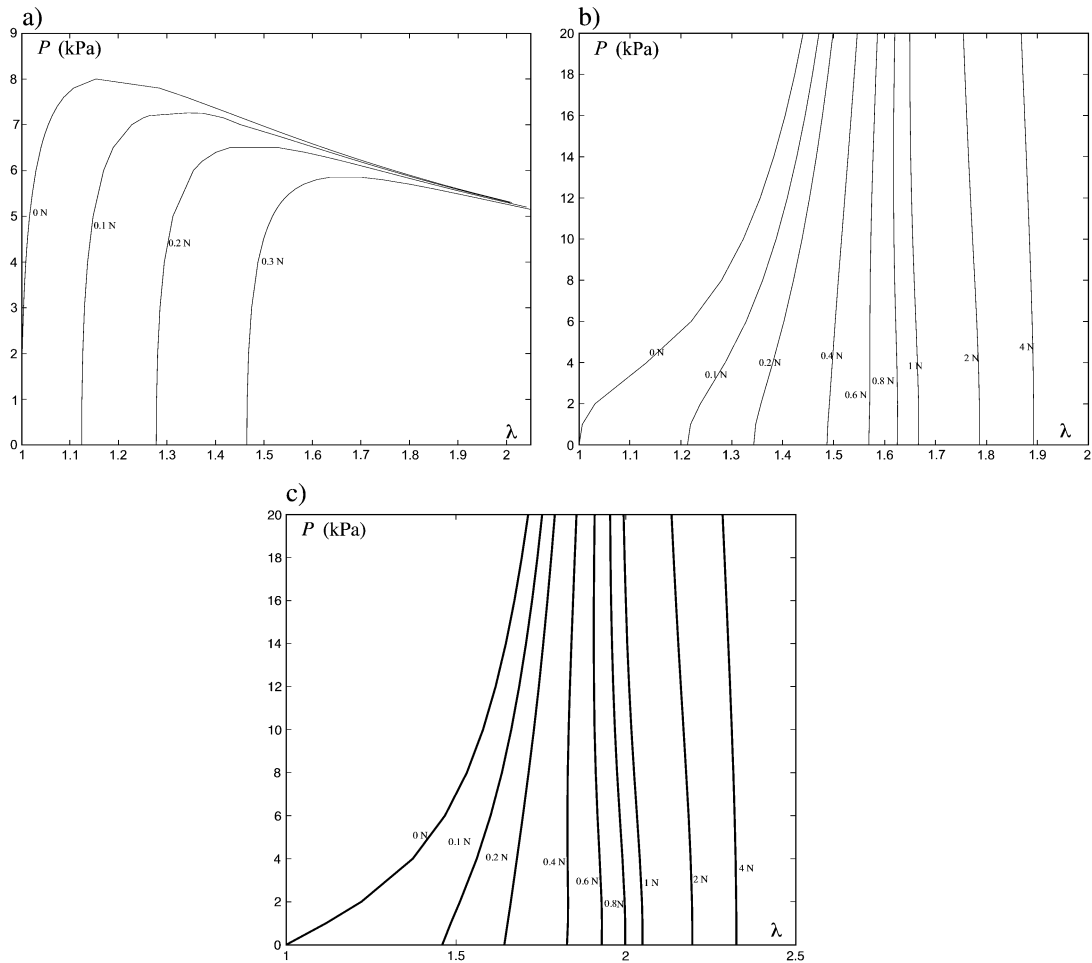 a)
P (kPa)
9
8
7
6
5
4
3
2
1
0
0 N
0.1 N
0.2 N
0.3 N
λ
1 1.1 1.2 1.3 1.4 1.5 1.6 1.7 1.8 1.9 2
b)
P (kPa)
20
18
16
14
12
10
8
6
4
2
0
0 N
0.1 N
0.2 N
0.4 N
0.6 N
0.8 N
1 N
2 N
4 N
λ
1 1.1 1.2 1.3 1.4 1.5 1.6 1.7 1.8 1.9 2
c)
P (kPa)
20
18
16
14
12
10
8
6
4
2
0
0 N
0.1 N
0.2 N
0.4 N
0.6 N
0.8N
1 N
2 N
4 N
λ
1 1.5 2 2.5